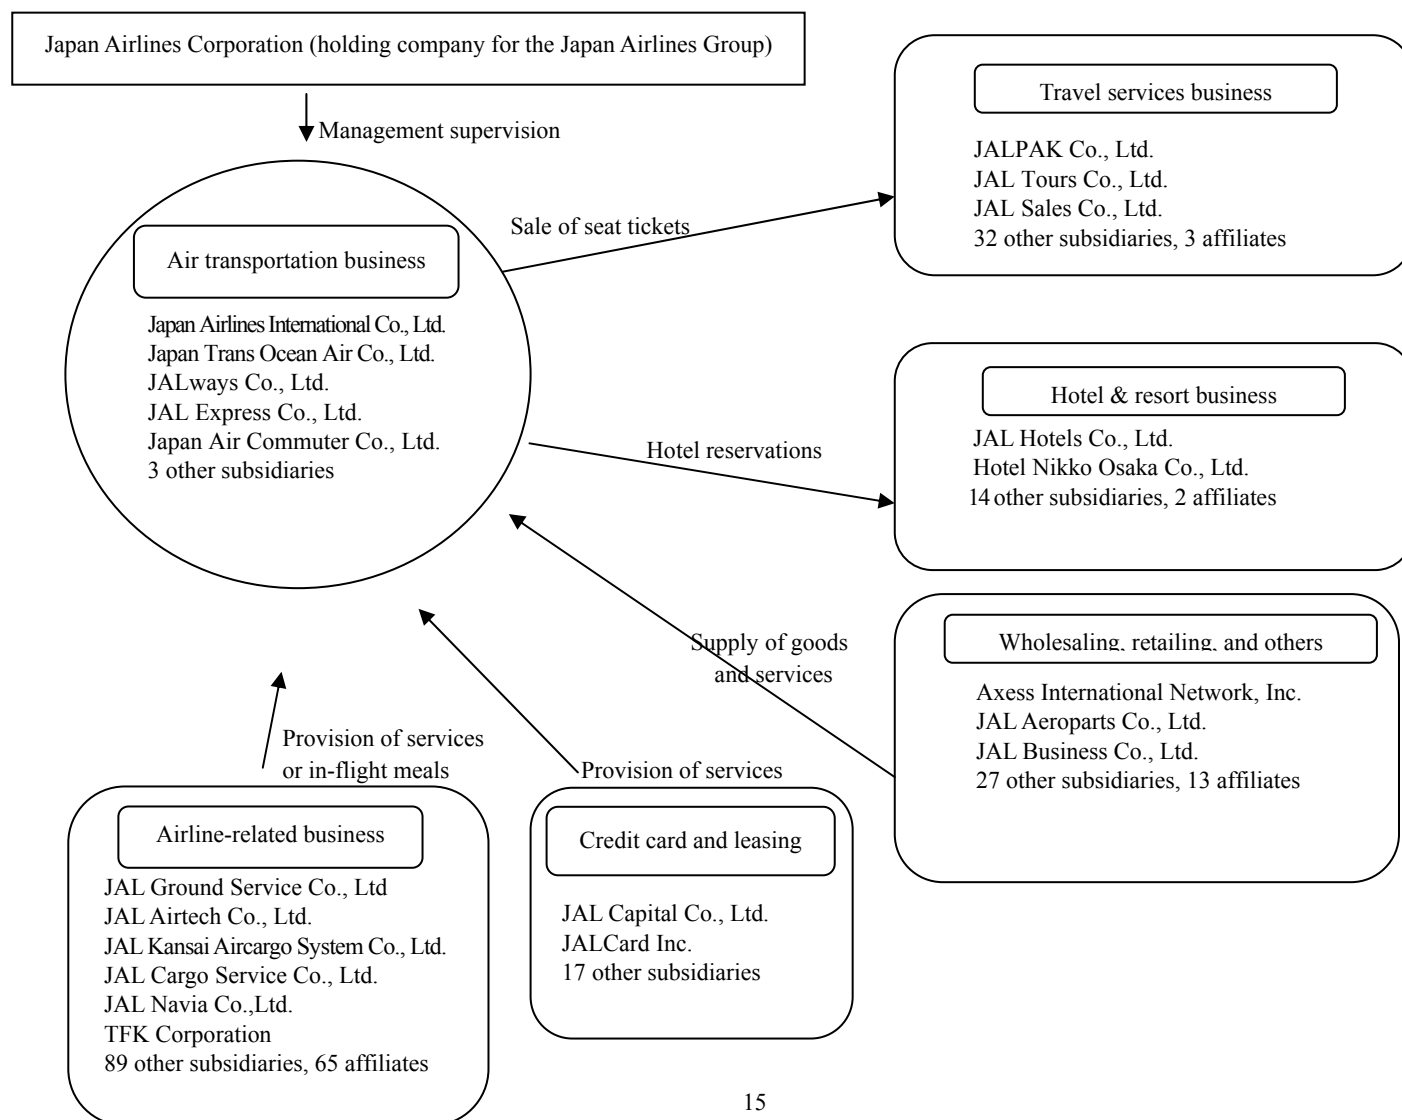 Japan Airlines Corporation (holding company for the Japan Airlines Group)
Management supervision
Air transportation business
Japan Airlines International Co., Ltd.
Japan Trans Ocean Air Co., Ltd.
JALways Co., Ltd.
JAL Express Co., Ltd.
Japan Air Commuter Co., Ltd.
3 other subsidiaries
Sale of seat tickets
Travel services business
JALPAK Co., Ltd.
JAL Tours Co., Ltd.
JAL Sales Co., Ltd.
32 other subsidiaries, 3 affiliates
Hotel reservations
Hotel & resort business
JAL Hotels Co., Ltd.
Hotel Nikko Osaka Co., Ltd.
14 other subsidiaries, 2 affiliates
Supply of goods
and services
Wholesaling, retailing, and others
Axess International Network, Inc.
JAL Aeroparts Co., Ltd.
JAL Business Co., Ltd.
27 other subsidiaries, 13 affiliates
Provision of services
or in-flight meals
Airline-related business
JAL Ground Service Co., Ltd
JAL Airtech Co., Ltd.
JAL Kansai Aircargo System Co., Ltd.
JAL Cargo Service Co., Ltd.
JAL Navia Co.,Ltd.
TFK Corporation
89 other subsidiaries, 65 affiliates
Provision of services
Credit card and leasing
JAL Capital Co., Ltd.
JALCard Inc.
17 other subsidiaries
15